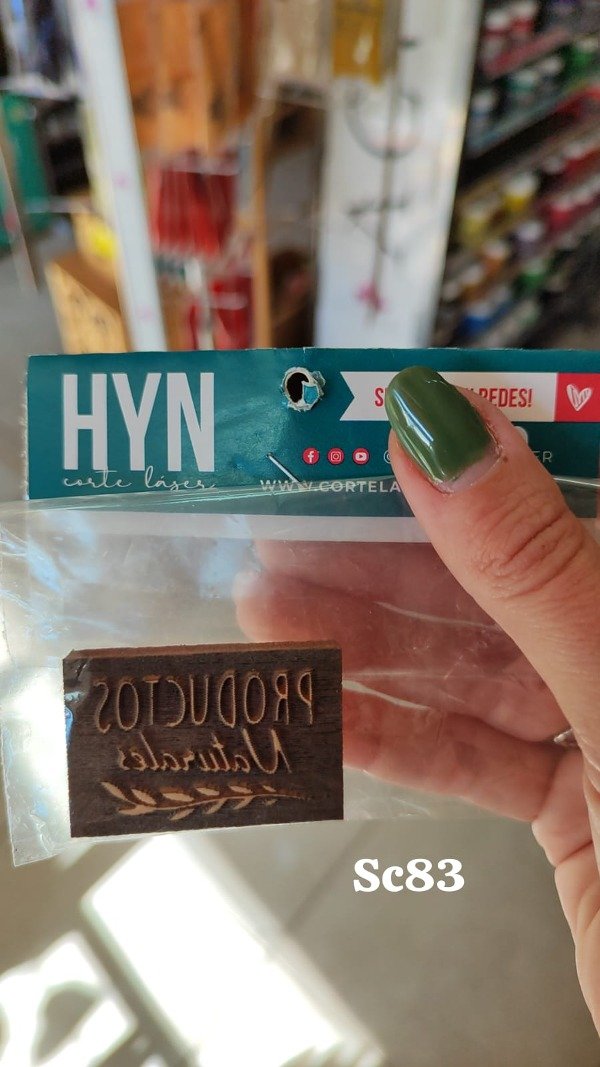 HYN
corte láser
REDES!
WWW.CORTELA
PRODUCTOS
Naturales
Sc83